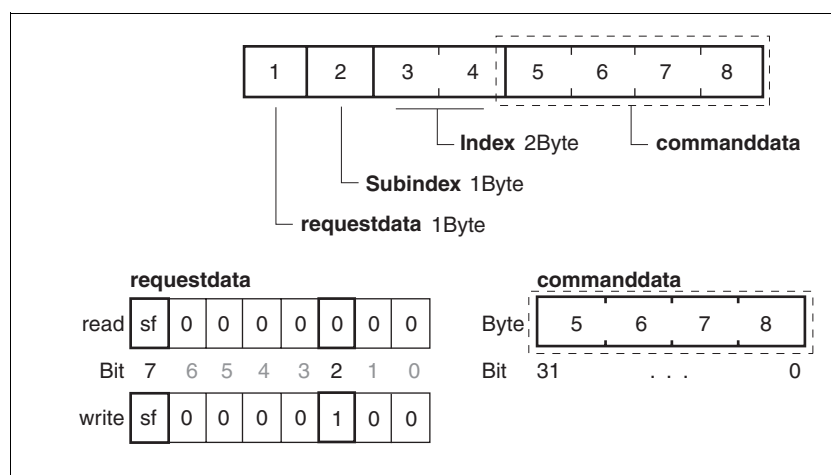 1 2 3 4 5 6 7 8
Index 2Byte
commanddata
Subindex 1Byte
requestdata 1Byte
requestdata
read sf 0 0 0 0 0 0 0
Bit 7 6 5 4 3 2 1 0
write sf 0 0 0 0 1 0 0
commanddata
Byte 5 6 7 8
Bit 31 . . . 0